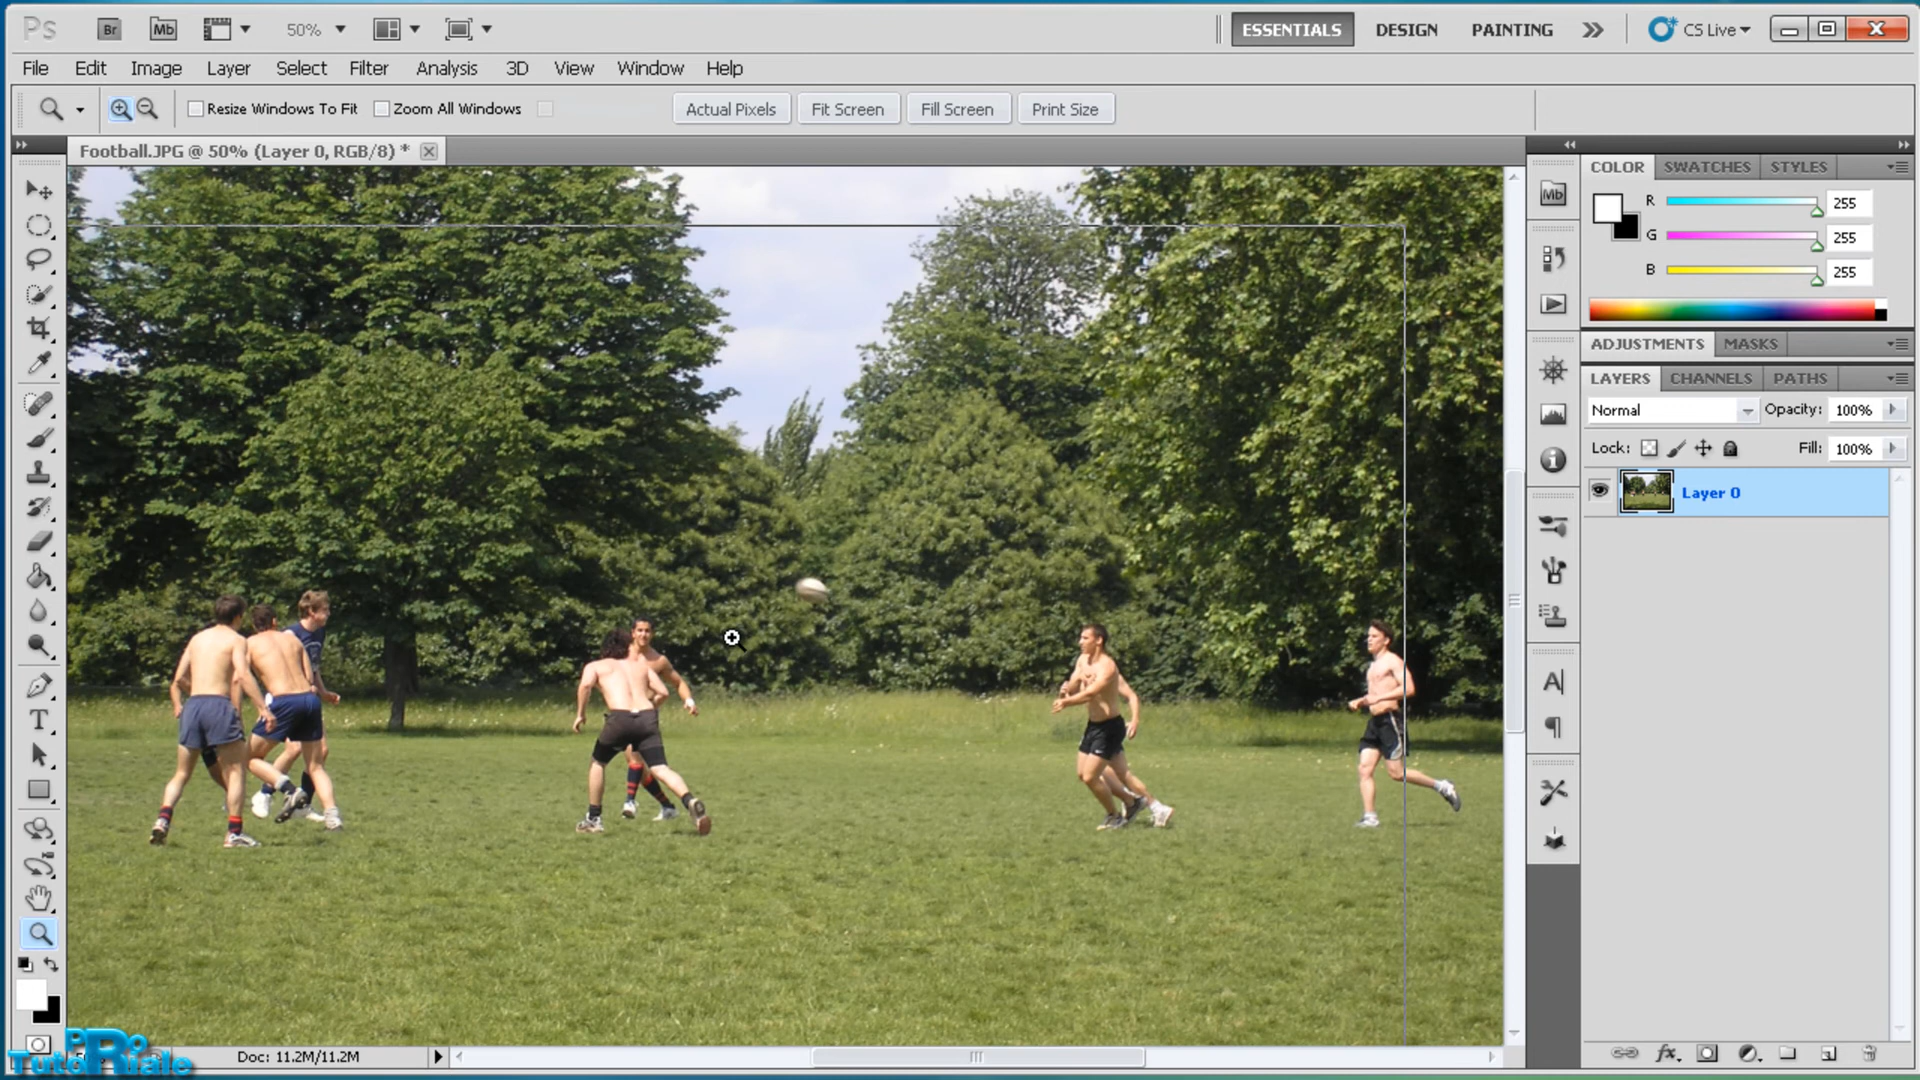 Ps Br Mb 50% ESSENTIALS DESIGN PAINTING CS Live
File Edit Image Layer Select Filter Analysis 3D View Window Help
Resize Windows To Fit Zoom All Windows Actual Pixels Fit Screen Fill Screen Print Size
Football.JPG @ 50% (Layer 0, RGB/8) *
COLOR SWATCHES STYLES
Mb
R 255
G 255
B 255
ADJUSTMENTS MASKS
LAYERS CHANNELS PATHS
Normal Opacity: 100%
Lock: Fill: 100%
Layer 0
Pro
TutoRiale
Doc: 11.2M/11.2M